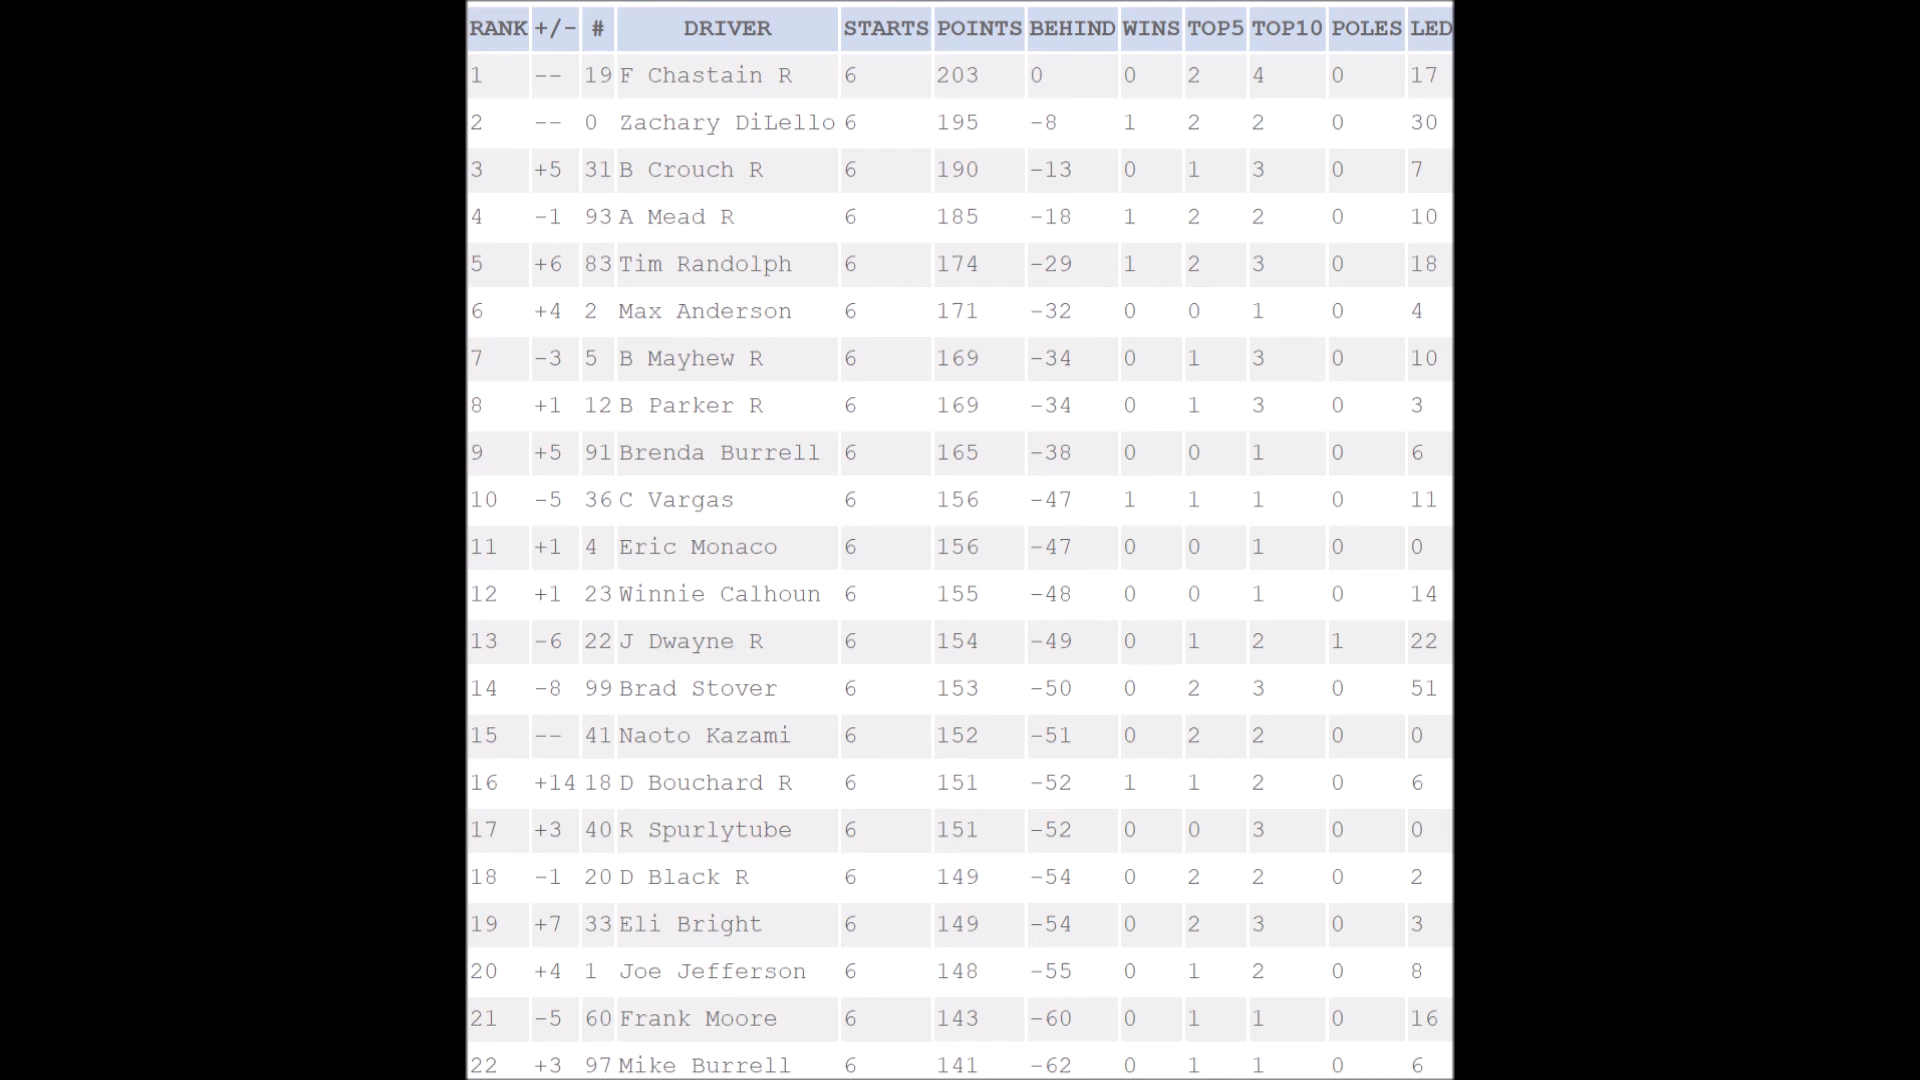 RANK +/- # DRIVER STARTS POINTS BEHIND WINS TOP5 TOP10 POLES LED
1 -- 19 F Chastain R 6 203 0 0 2 4 0 17
2 -- 0 Zachary DiLello 6 195 -8 1 2 2 0 30
3 +5 31 B Crouch R 6 190 -13 0 1 3 0 7
4 -1 93 A Mead R 6 185 -18 1 2 2 0 10
5 +6 83 Tim Randolph 6 174 -29 1 2 3 0 18
6 +4 2 Max Anderson 6 171 -32 0 0 1 0 4
7 -3 5 B Mayhew R 6 169 -34 0 1 3 0 10
8 +1 12 B Parker R 6 169 -34 0 1 3 0 3
9 +5 91 Brenda Burrell 6 165 -38 0 0 1 0 6
10 -5 36 C Vargas 6 156 -47 1 1 1 0 11
11 +1 4 Eric Monaco 6 156 -47 0 0 1 0 0
12 +1 23 Winnie Calhoun 6 155 -48 0 0 1 0 14
13 -6 22 J Dwayne R 6 154 -49 0 1 2 1 22
14 -8 99 Brad Stover 6 153 -50 0 2 3 0 51
15 -- 41 Naoto Kazami 6 152 -51 0 2 2 0 0
16 +14 18 D Bouchard R 6 151 -52 1 1 2 0 6
17 +3 40 R Spurlytube 6 151 -52 0 0 3 0 0
18 -1 20 D Black R 6 149 -54 0 2 2 0 2
19 +7 33 Eli Bright 6 149 -54 0 2 3 0 3
20 +4 1 Joe Jefferson 6 148 -55 0 1 2 0 8
21 -5 60 Frank Moore 6 143 -60 0 1 1 0 16
22 +3 97 Mike Burrell 6 141 -62 0 1 1 0 6